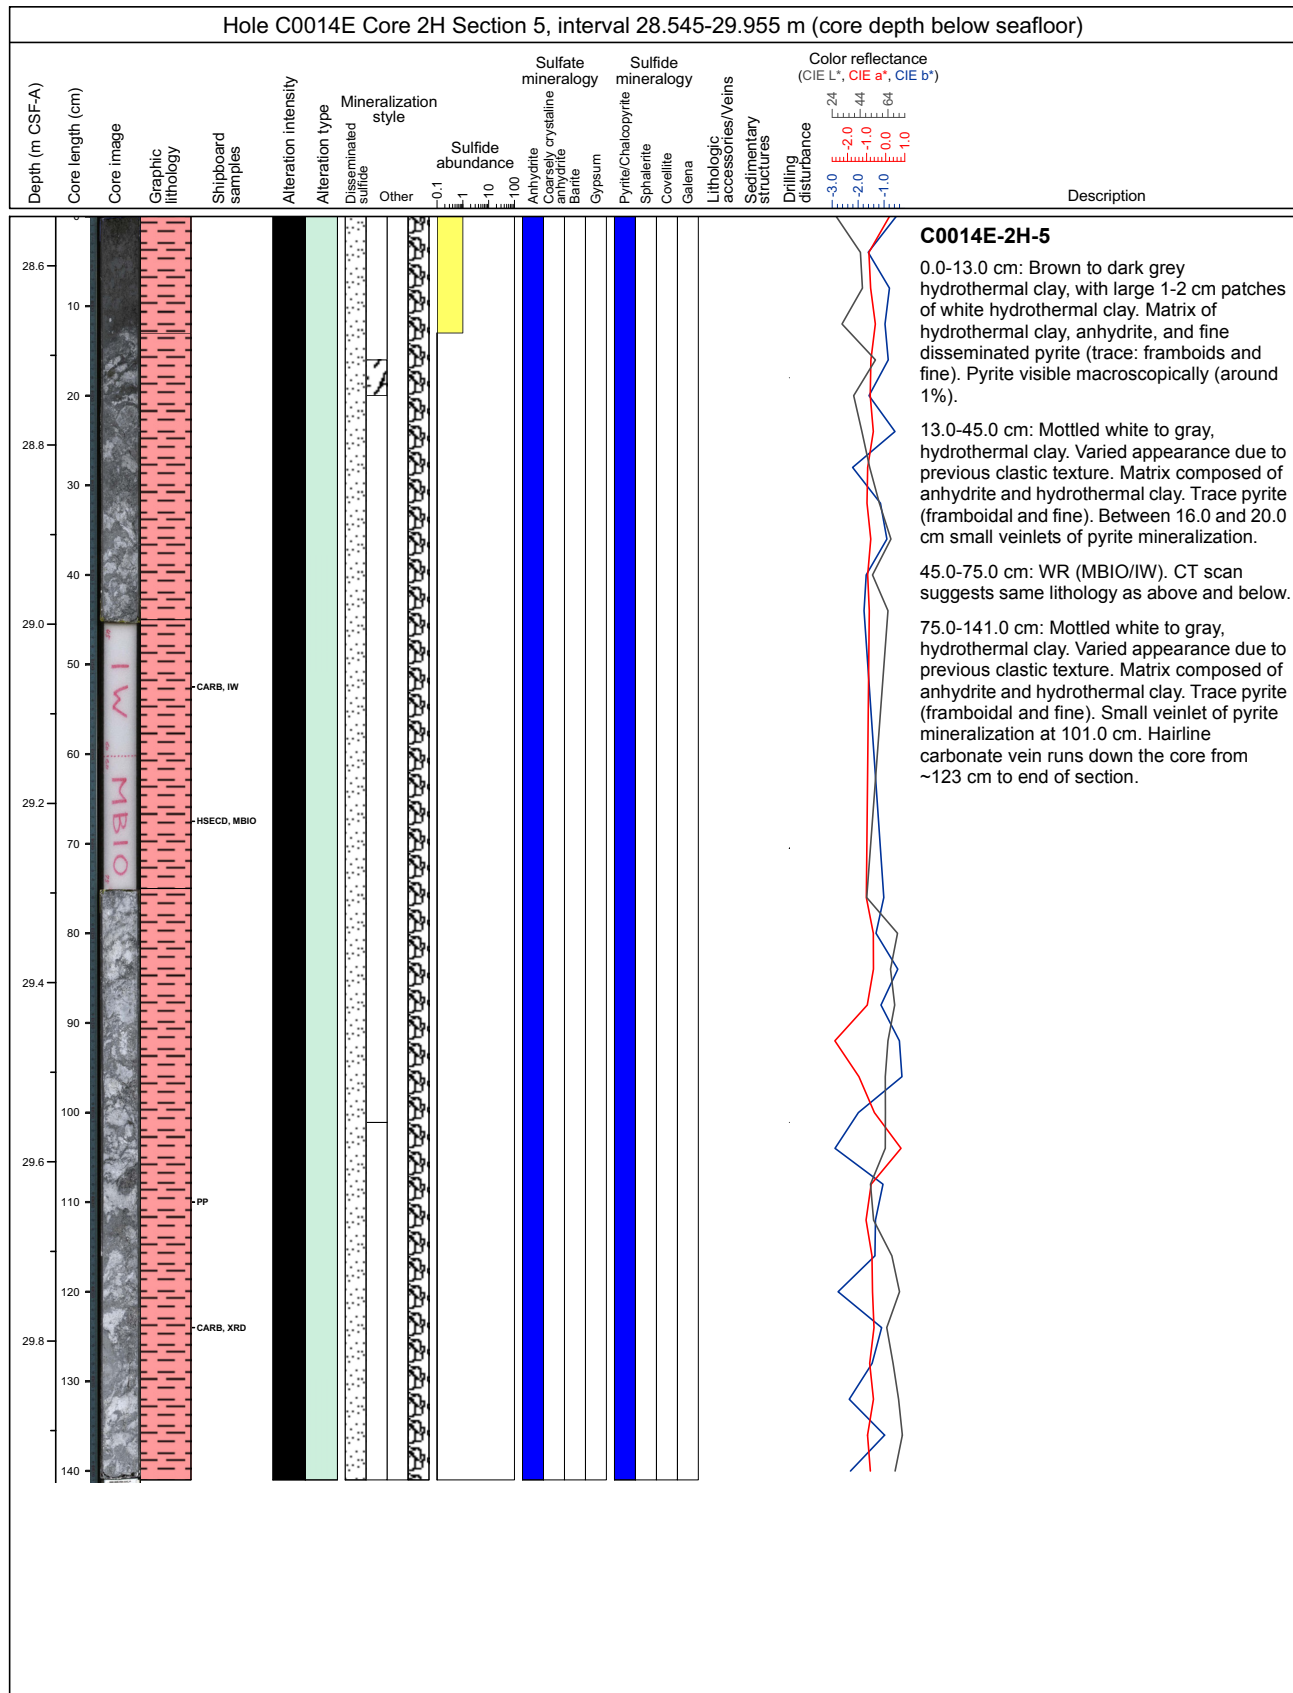 Hole C0014E Core 2H Section 5, interval 28.545-29.955 m (core depth below seafloor)
Depth (m CSF-A)
Core length (cm)
Core image
Graphic
lithology
Shipboard
samples
Alteration intensity
Alteration type
Mineralization
style
Disseminated
sulfide
Other
Sulfide
abundance
0.1
1
10
100
Sulfate
mineralogy
Anhydrite
Coarsely crystaline
anhydrite
Barite
Gypsum
Sulfide
mineralogy
Pyrite/Chalcopyrite
Sphalerite
Covellite
Galena
Lithologic
accessories/Veins
Sedimentary
structures
Drilling
disturbance
Color reflectance
(CIE L*, CIE a*, CIE b*)
24
44
64
-2.0
-1.0
0.0
1.0
-3.0
-2.0
-1.0
Description
28.6
28.8
29.0
29.2
29.4
29.6
29.8
0
10
20
30
40
50
60
70
80
90
100
110
120
130
140
IW
MBIO
CARB, IW
HSECD, MBIO
PP
CARB, XRD
C0014E-2H-5
0.0-13.0 cm: Brown to dark grey
hydrothermal clay, with large 1-2 cm patches
of white hydrothermal clay. Matrix of
hydrothermal clay, anhydrite, and fine
disseminated pyrite (trace: framboids and
fine). Pyrite visible macroscopically (around
1%).
13.0-45.0 cm: Mottled white to gray,
hydrothermal clay. Varied appearance due to
previous clastic texture. Matrix composed of
anhydrite and hydrothermal clay. Trace pyrite
(framboidal and fine). Between 16.0 and 20.0
cm small veinlets of pyrite mineralization.
45.0-75.0 cm: WR (MBIO/IW). CT scan
suggests same lithology as above and below.
75.0-141.0 cm: Mottled white to gray,
hydrothermal clay. Varied appearance due to
previous clastic texture. Matrix composed of
anhydrite and hydrothermal clay. Trace pyrite
(framboidal and fine). Small veinlet of pyrite
mineralization at 101.0 cm. Hairline
carbonate vein runs down the core from
~123 cm to end of section.